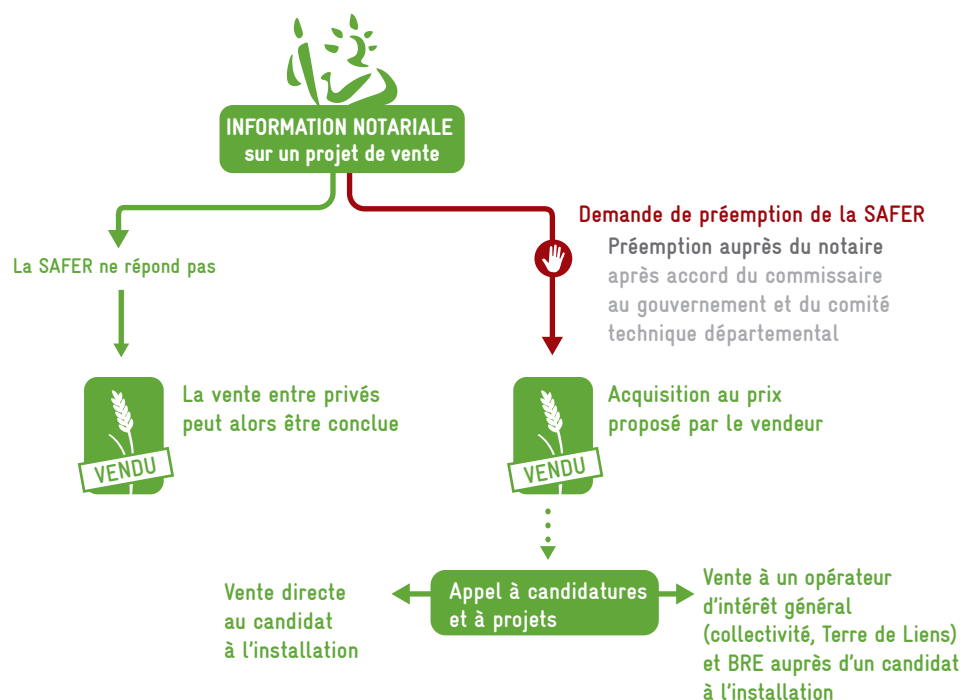 INFORMATION NOTARIALE
sur un projet de vente
La SAFER ne répond pas
Demande de préemption de la SAFER
Préemption auprès du notaire
après accord du commissaire
au gouvernement et du comité
technique départemental
La vente entre privés
peut alors être conclue
VENDU
Acquisition au prix
proposé par le vendeur
VENDU
Vente directe
au candidat
à l'installation
Appel à candidatures
et à projets
Vente à un opérateur
d'intérêt général
(collectivité, Terre de Liens)
et BRE auprès d'un candidat
à l'installation